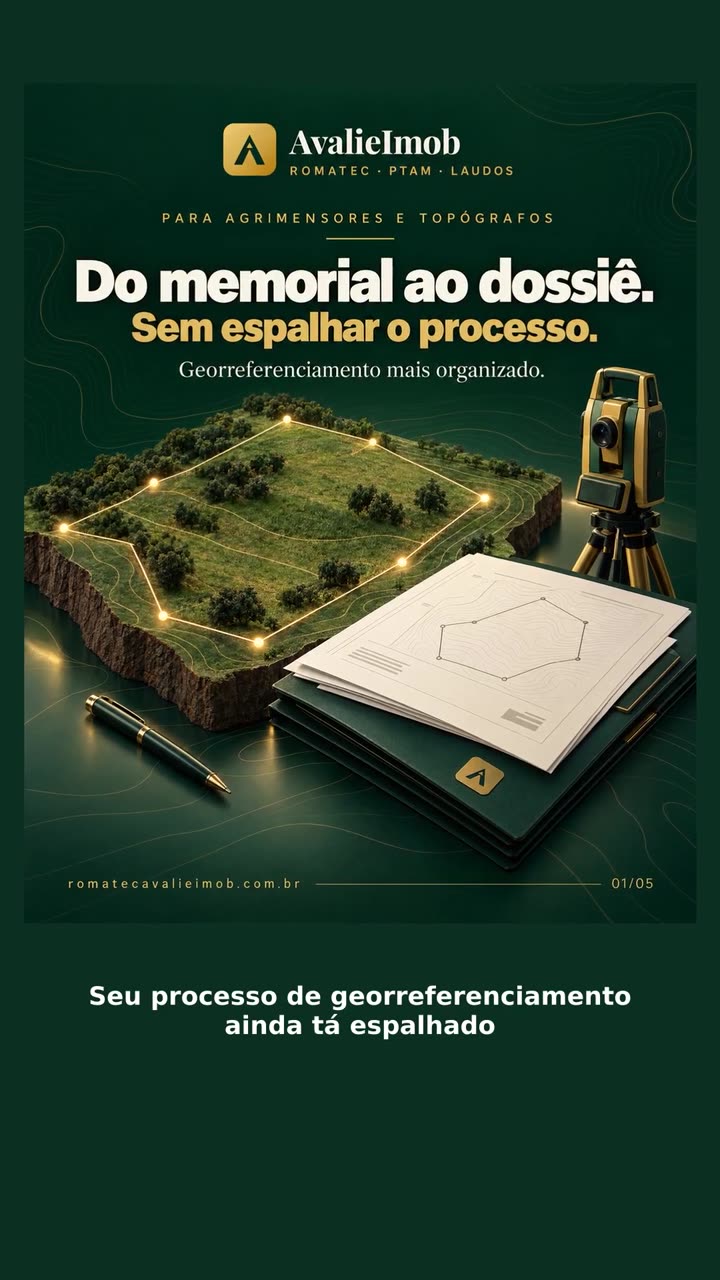 AvalieImob
ROMATEC · PTAM · LAUDOS
PARA AGRIMENSORES E TOPÓGRAFOS
Do memorial ao dossiê.
Sem espalhar o processo.
Georreferenciamento mais organizado.
romatecavalieimob.com.br
01/05
Seu processo de georreferenciamento
ainda tá espalhado